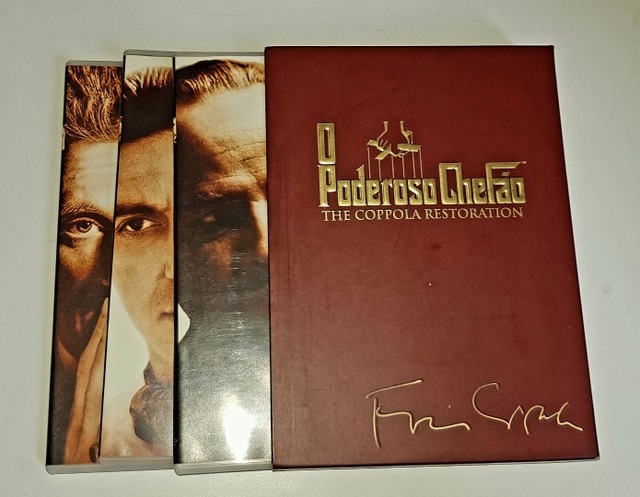 O
Poderoso Chefão
THE COPPOLA RESTORATION